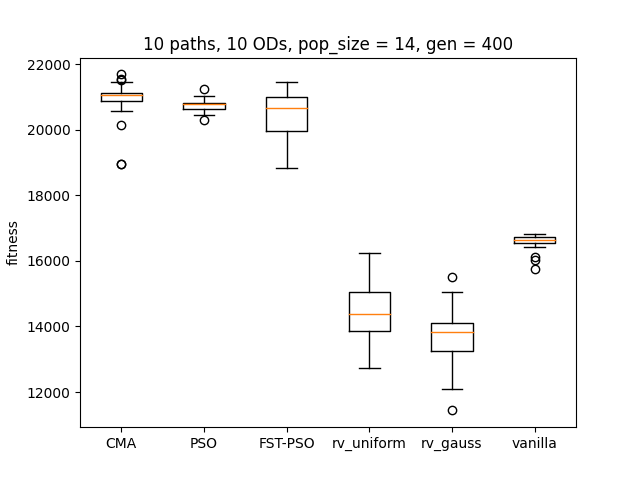 10 paths, 10 ODs, pop_size = 14, gen = 400
fitness
22000
20000
18000
16000
14000
12000
CMA PSO FST-PSO rv_uniform rv_gauss vanilla